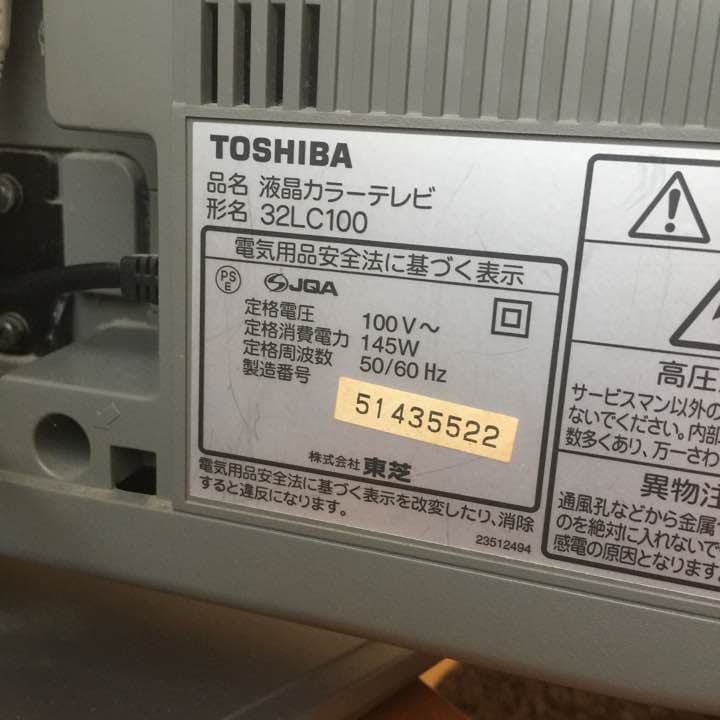 TOSHIBA
品名 液晶カラーテレビ
形名 32LC100
電気用品安全法に基づく表示
PS
E
JQA
定格電圧 100V～
定格消費電力 145W
定格周波数 50/60 Hz
製造番号
51435522
株式会社 東芝
電気用品安全法に基づく表示を改変したり、消除
すると違反になります。
23512494
高圧
サービスマン以外の
ないでください。内部
数多くあり、万一さわ
異物注
通風孔などから金属
のを絶対に入れないで
感電の原因となります